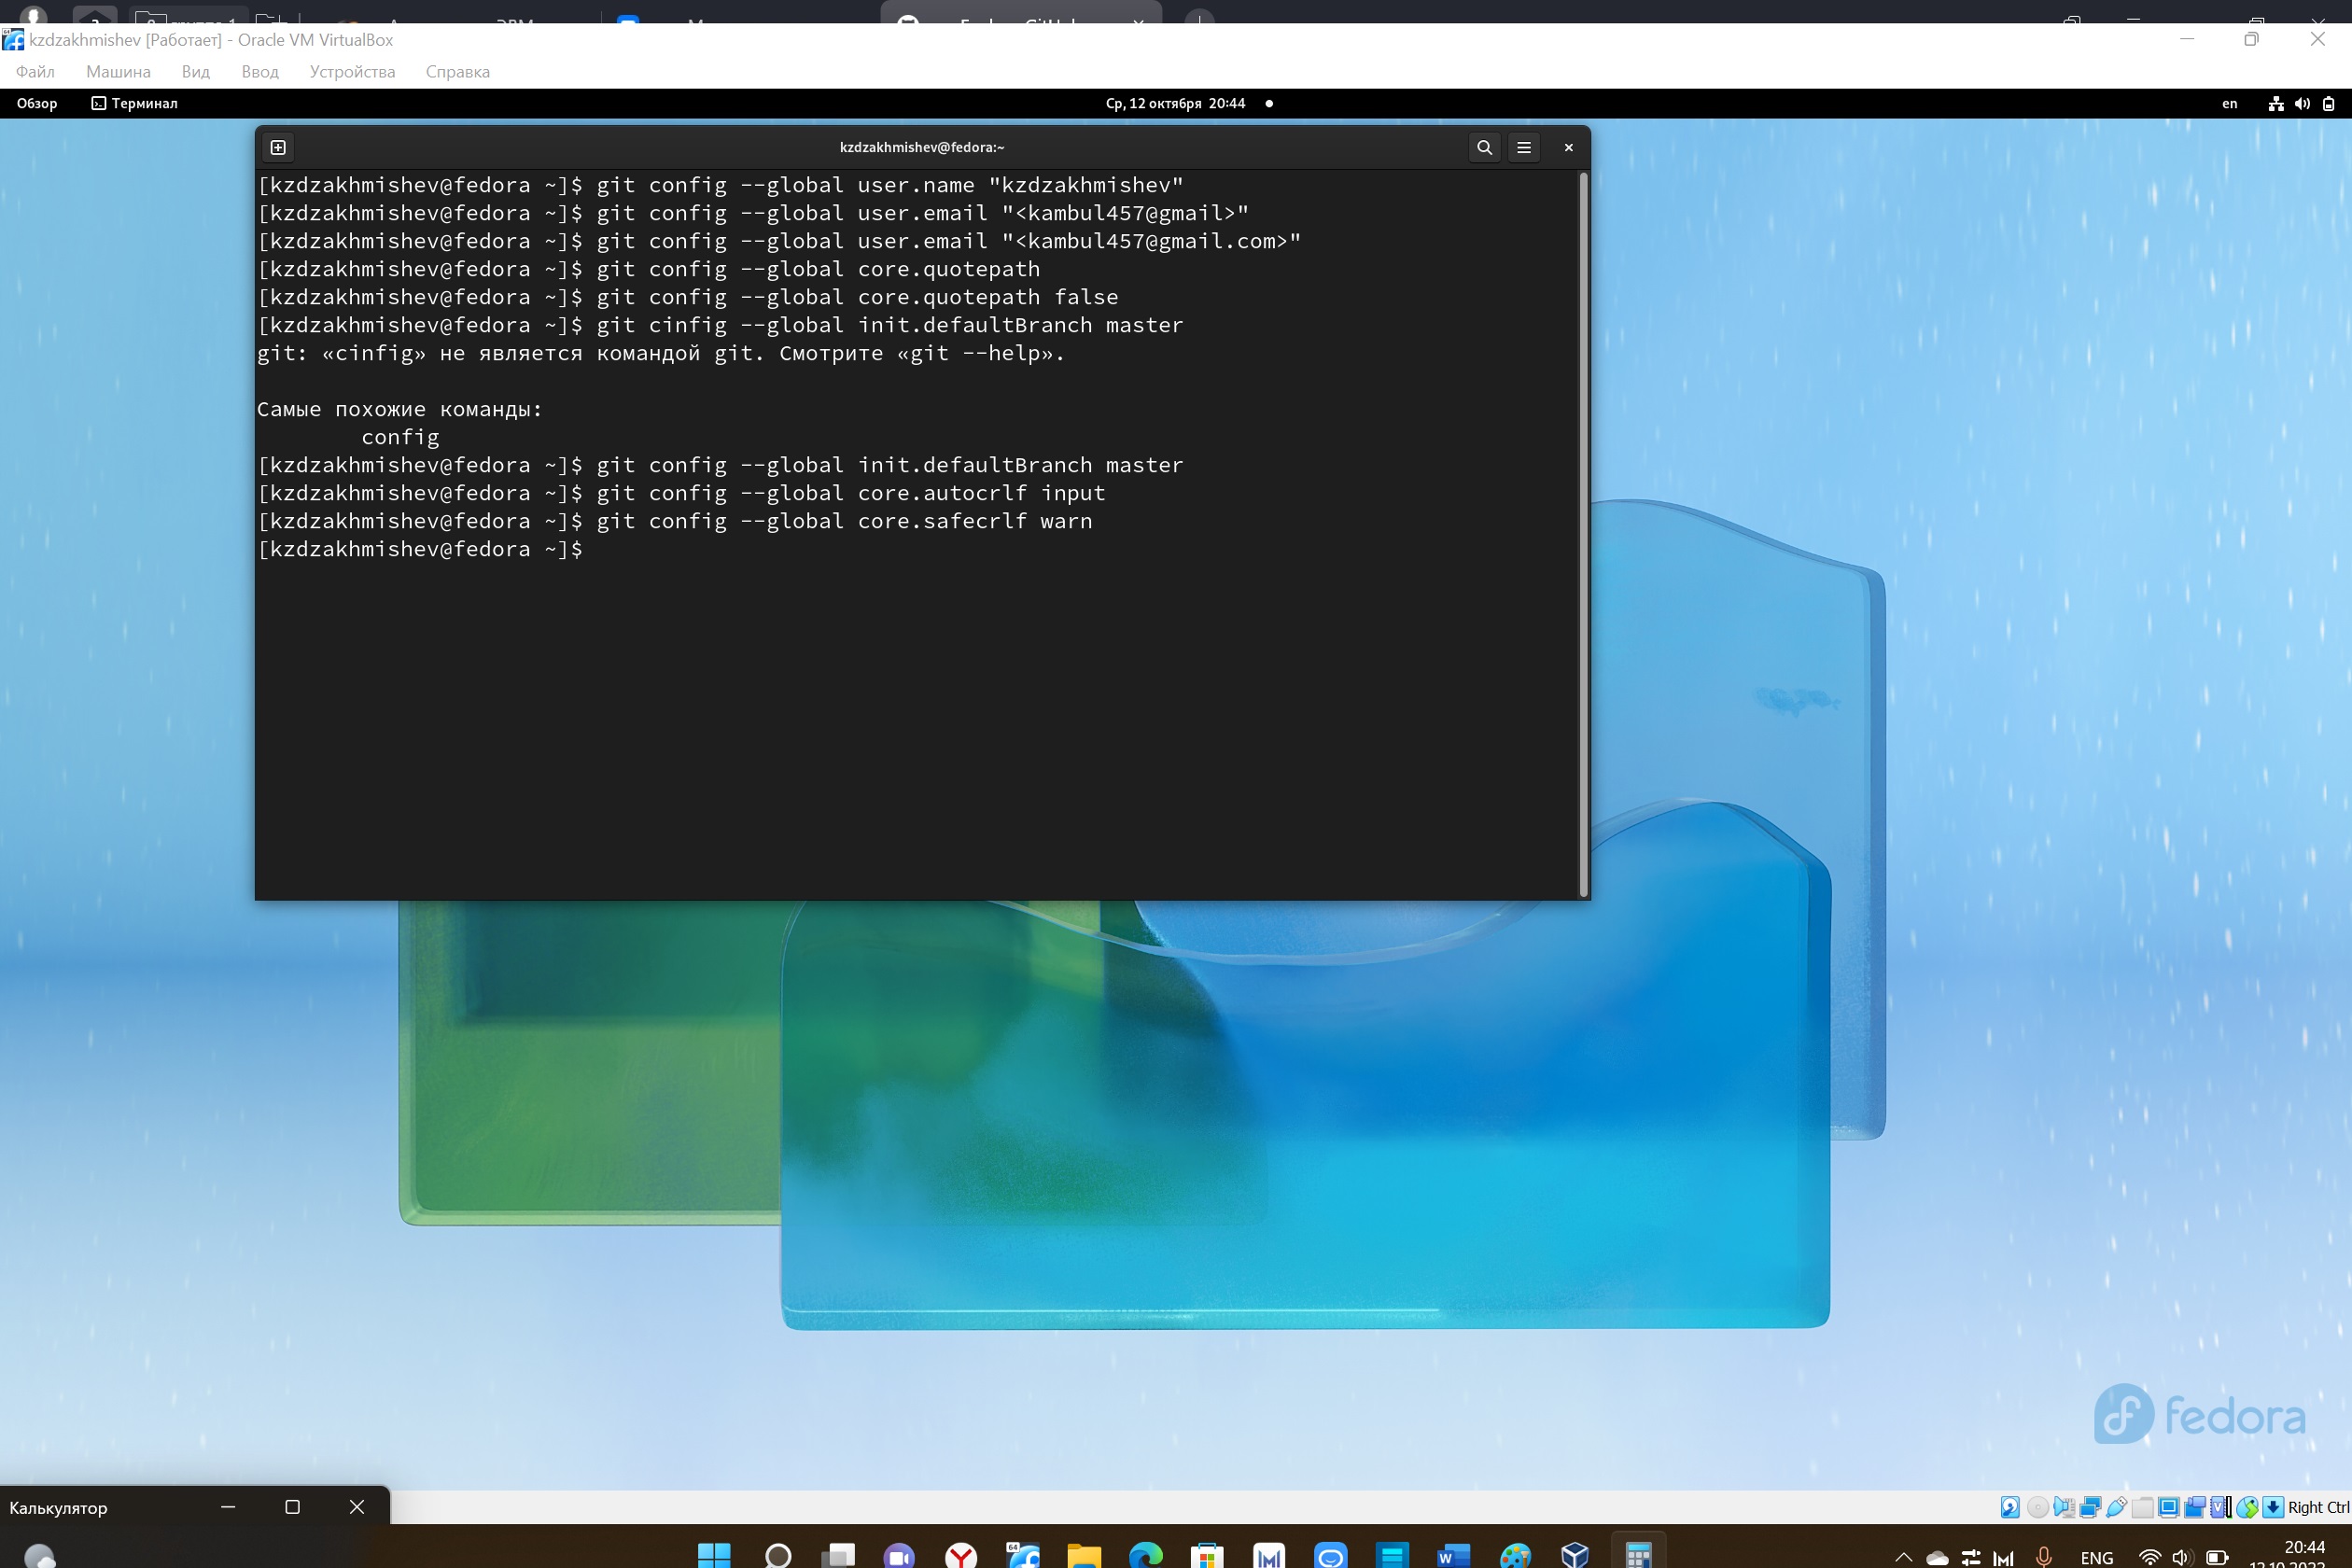 kzdzakhmishev [Работает] - Oracle VM VirtualBox
Файл Машина Вид Ввод Устройства Справка
Обзор Терминал Ср, 12 октября 20:44 en
kzdzakhmishev@fedora:~
[kzdzakhmishev@fedora ~]$ git config --global user.name "kzdzakhmishev"
[kzdzakhmishev@fedora ~]$ git config --global user.email "<kambul457@gmail>"
[kzdzakhmishev@fedora ~]$ git config --global user.email "<kambul457@gmail.com>"
[kzdzakhmishev@fedora ~]$ git config --global core.quotepath
[kzdzakhmishev@fedora ~]$ git config --global core.quotepath false
[kzdzakhmishev@fedora ~]$ git cinfig --global init.defaultBranch master
git: «cinfig» не является командой git. Смотрите «git --help».
Самые похожие команды:
config
[kzdzakhmishev@fedora ~]$ git config --global init.defaultBranch master
[kzdzakhmishev@fedora ~]$ git config --global core.autocrlf input
[kzdzakhmishev@fedora ~]$ git config --global core.safecrlf warn
[kzdzakhmishev@fedora ~]$
fedora
Калькулятор
Right Ctrl
ENG
20:44